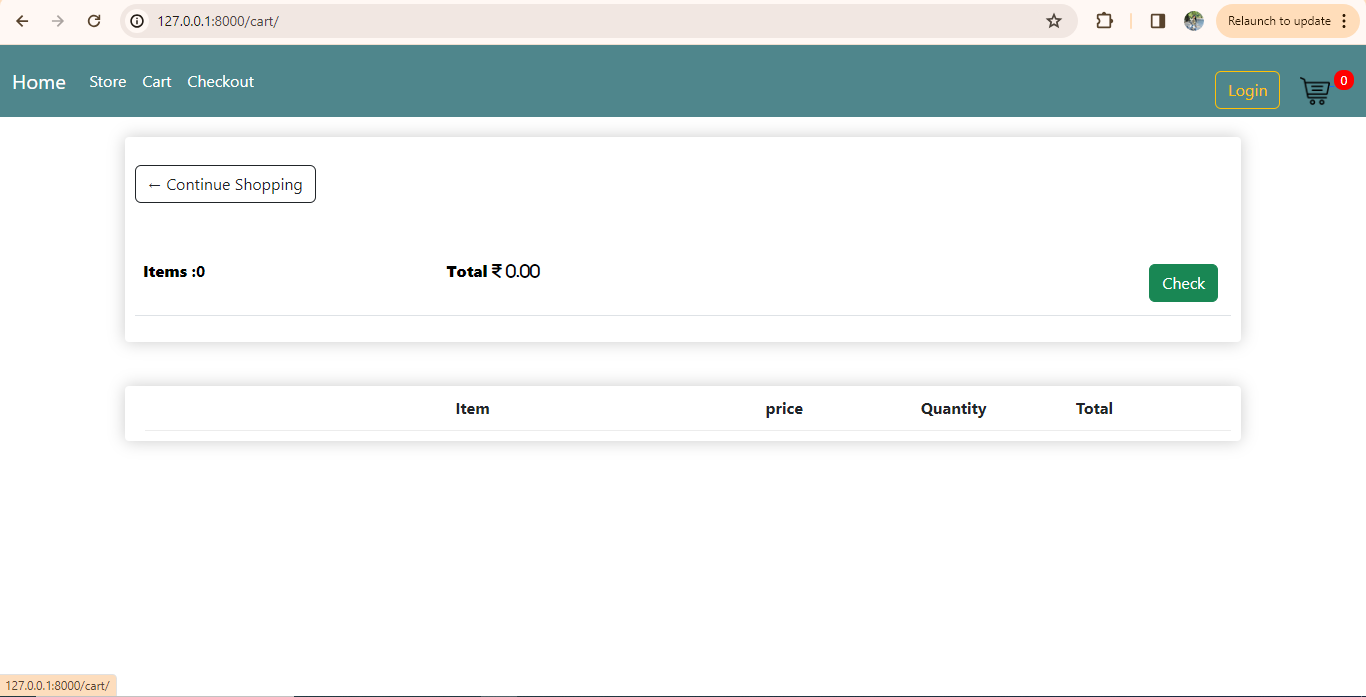 127.0.0.1:8000/cart/
Relaunch to update
Home Store Cart Checkout
Login
0
← Continue Shopping
Items :0 Total ₹ 0.00
Check
Item price Quantity Total
127.0.0.1:8000/cart/